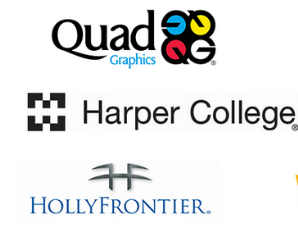 Quad
Graphics
®
Harper College®
HOLLYFRONTIER®